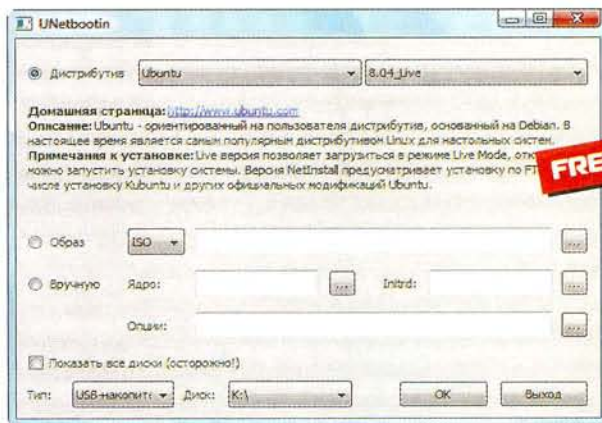 UNetbootin
Дистрибутив Ubuntu 8.04_Live
Домашняя страница: http://www.ubuntu.com
Описание: Ubuntu - ориентированный на пользователя дистрибутив, основанный на Debian. В
настоящее время является самым популярным дистрибутивом Linux для настольных систем.
Примечания к установке: Live версия позволяет загрузиться в режиме Live Mode,
можно запустить установку системы. Версия NetInstall предусматривает установку по
числе установку Kubuntu и других официальных модификаций Ubuntu.
FRE
Образ ISO ...
Вручную Ядро: ... Initrd: ...
Опции: ...
Показать все диски (осторожно!)
Тип: USB-накопите Диск: K:\ OK Выход